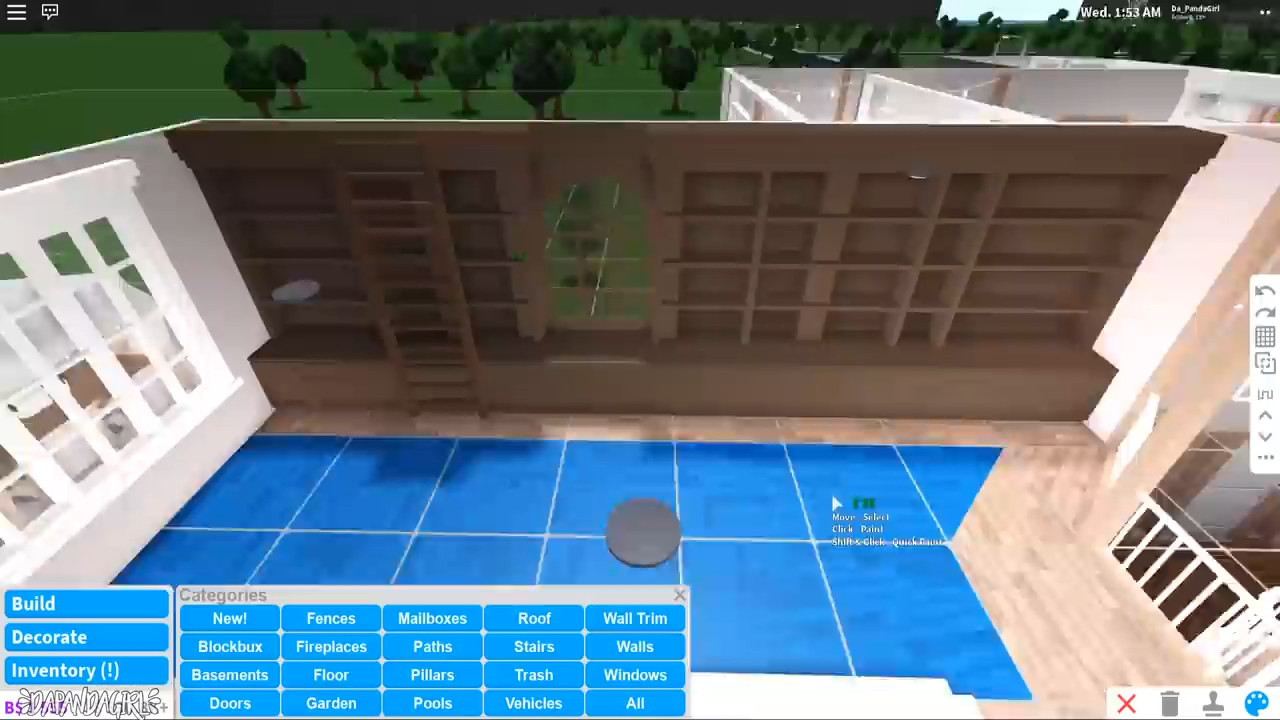 Wed. 1:53 AM
Da_PandaGirl
Move - Select
Click - Paint
Shift & Click - Quick Paint
Build
Decorate
Inventory (!)
Categories
New! Fences Mailboxes Roof Wall Trim
Blockbux Fireplaces Paths Stairs Walls
Basements Floor Pillars Trash Windows
Doors Garden Pools Vehicles All
DAPANDAGIRL